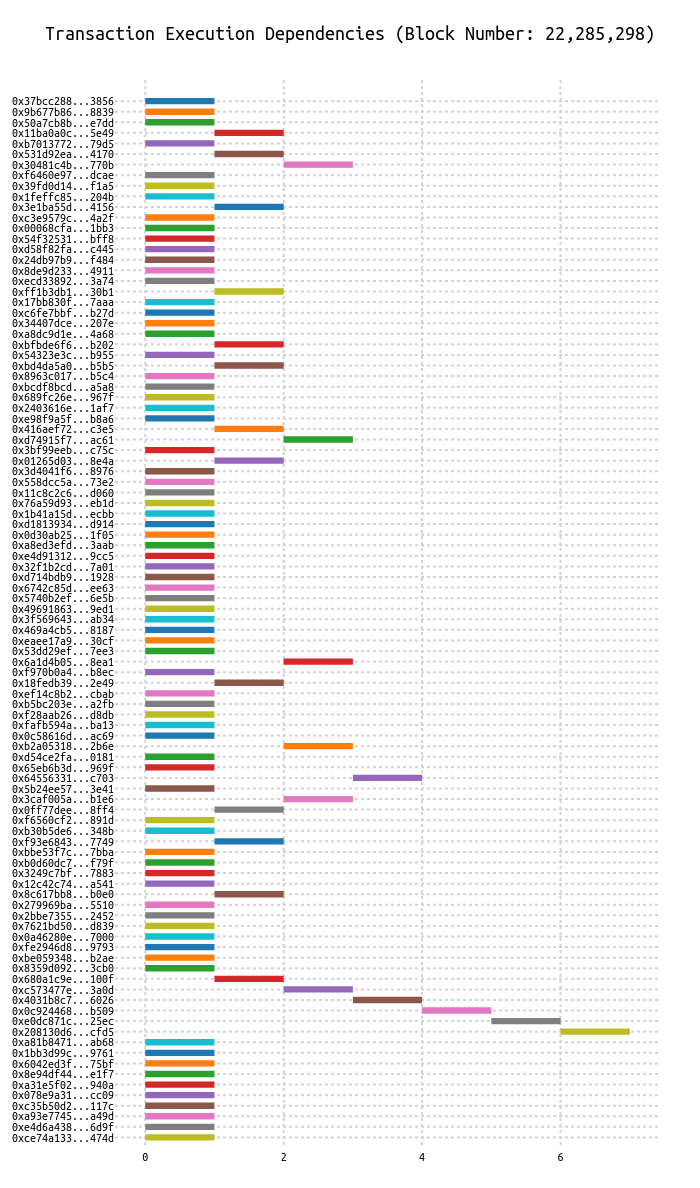 Transaction Execution Dependencies (Block Number: 22,285,298)
0x37bcc288...3856
0x9b677b86...8839
0x50a7cb8b...e7dd
0x11ba0a0c...5e49
0xb7013772...79d5
0x531d92ea...4170
0x30481c4b...770b
0xf6460e97...dcae
0x39fd0d14...f1a5
0x1feffc85...204b
0x3e1ba55d...4156
0xc3e9579c...4a2f
0x00068cfa...1bb3
0x54f32531...bff8
0xd58f82fa...c445
0x24db97b9...f484
0x8de9d233...4911
0xecd33892...3a74
0xff1b3db1...30b1
0x17bb830f...7aaa
0xc6fe7bbf...b27d
0x34407dce...207e
0xa8dc9d1e...4a68
0xbfbde6f6...b202
0x54323e3c...b955
0xbd4da5a0...b5b5
0x8963c017...b5c4
0xbcdf8bcd...a5a8
0x689fc26e...967f
0x2403616e...1af7
0xe98f9a5f...b8a6
0x416aef72...c3e5
0xd74915f7...ac61
0x3bf99eeb...c75c
0x01265d03...8e4a
0x3d4041f6...8976
0x558dcc5a...73e2
0x11c8c2c6...d060
0x76a59d93...eb1d
0x1b41a15d...ecbb
0xd1813934...d914
0x0d30ab25...1f05
0xa8ed3efd...3aab
0xe4d91312...9cc5
0x32f1b2cd...7a01
0xd714bdb9...1928
0x6742c85d...ee63
0x5740b2ef...6e5b
0x49691863...9ed1
0x3f569643...ab34
0x469a4cb5...8187
0xeaee17a9...30cf
0x53dd29ef...7ee3
0x6a1d4b05...8ea1
0xf970b0a4...b8ec
0x18fedb39...2e49
0xef14c8b2...cbab
0xb5bc203e...a2fb
0xf28aab26...d8db
0xfafb594a...ba13
0x0c58616d...ac69
0xb2a05318...2b6e
0xd54ce2fa...0181
0x65eb6b3d...969f
0x64556331...c703
0x5b24ee57...3e41
0x3caf005a...b1e6
0x0ff77dee...8ff4
0xf6560cf2...891d
0xb30b5de6...348b
0xf93e6843...7749
0xbbe53f7c...7bba
0xb0d60dc7...f79f
0x3249c7bf...7883
0x12c42c74...a541
0x8c617bb8...b0e0
0x279969ba...5510
0x2bbe7355...2452
0x7621bd50...d839
0x0a46280e...7000
0xfe2946d8...9793
0xbe059348...b2ae
0x8359d092...3cb0
0x680a1c9e...100f
0xc573477e...3a0d
0x4031b8c7...6026
0x0c924468...b509
0xe0dc871c...25ec
0x208130d6...cfd5
0xa81b8471...ab68
0x1bb3d99c...9761
0x6042ed3f...75bf
0x8e94df44...e1f7
0xa31e5f02...940a
0x078e9a31...cc09
0xc35b50d2...117c
0xa93e7745...a49d
0xe4d6a438...6d9f
0xce74a133...474d
0 2 4 6